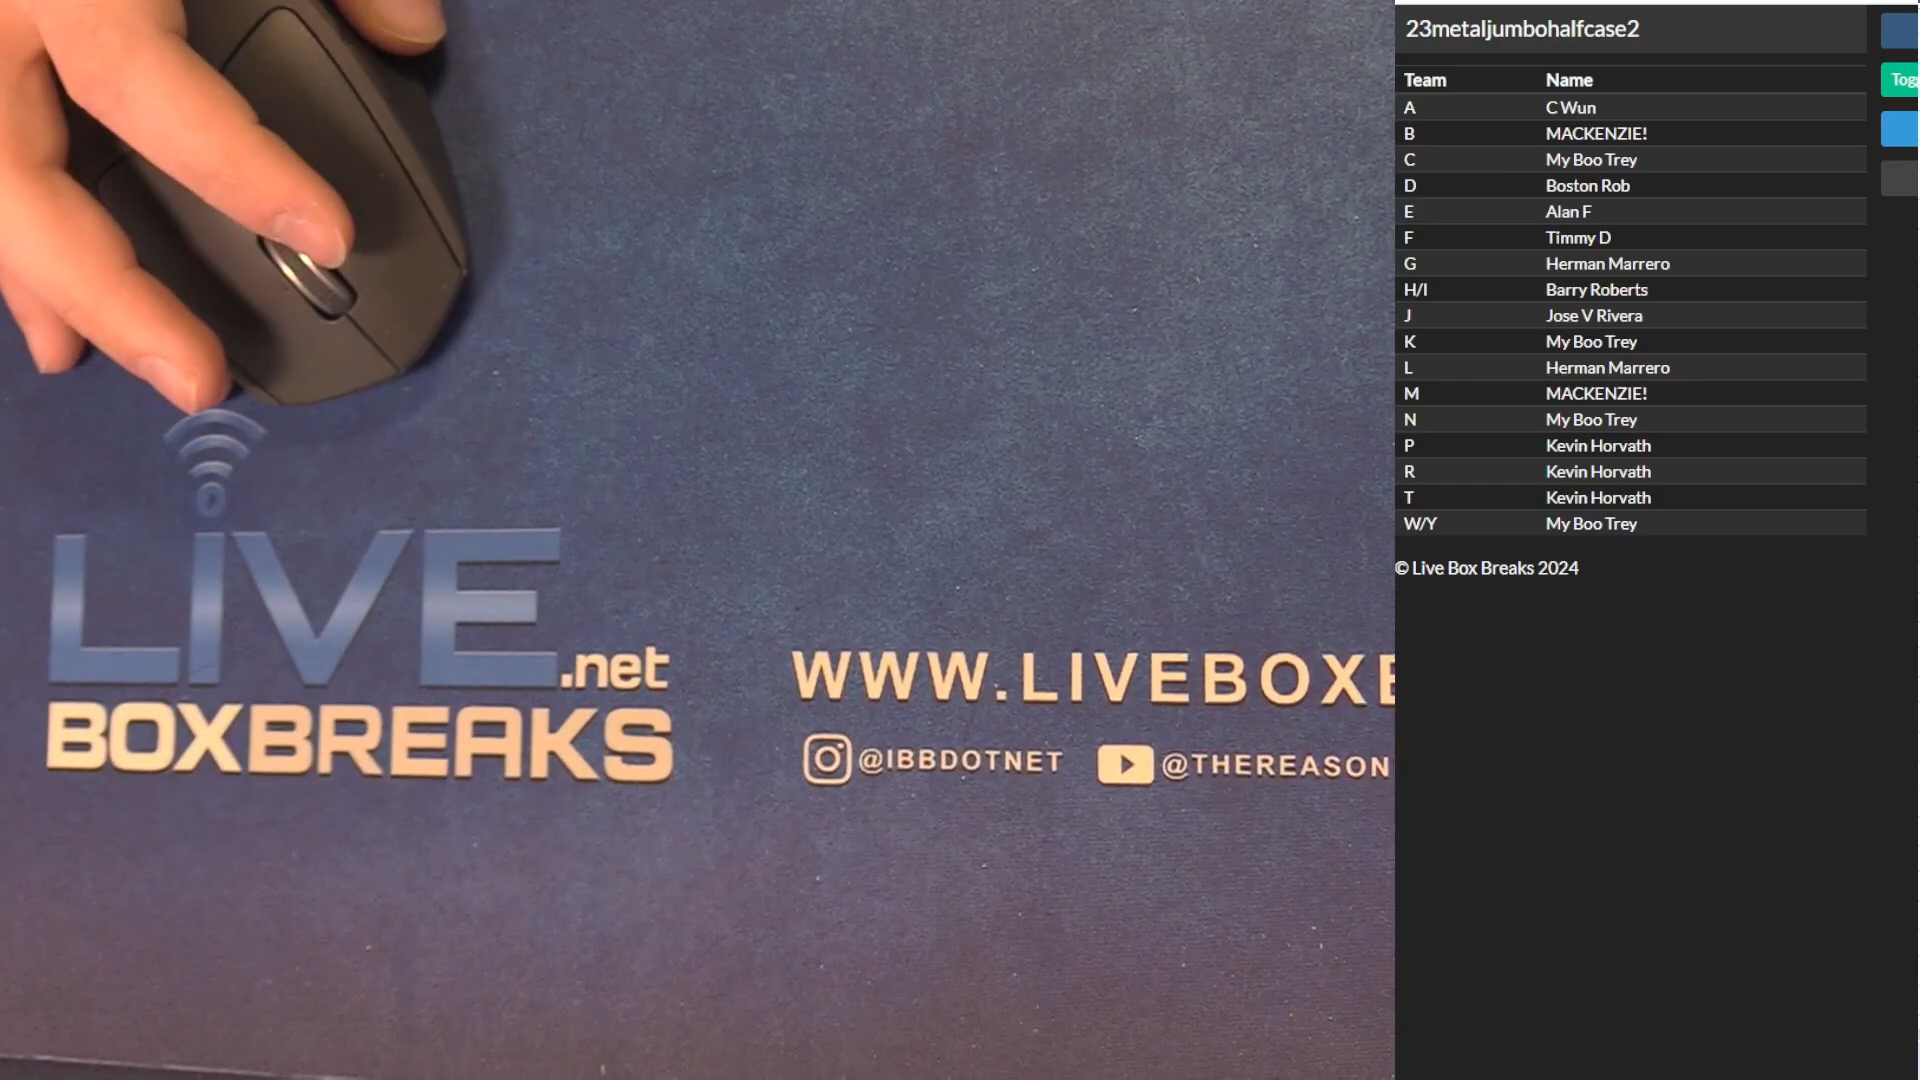 23metaljumbohalfcase2
Team Name
A C Wun
B MACKENZIE!
C My Boo Trey
D Boston Rob
E Alan F
F Timmy D
G Herman Marrero
H/I Barry Roberts
J Jose V Rivera
K My Boo Trey
L Herman Marrero
M MACKENZIE!
N My Boo Trey
P Kevin Horvath
R Kevin Horvath
T Kevin Horvath
W/Y My Boo Trey
© Live Box Breaks 2024
LIVE.net
BOXBREAKS
WWW.LIVEBOX
@IBBDOTNET @THEREASON